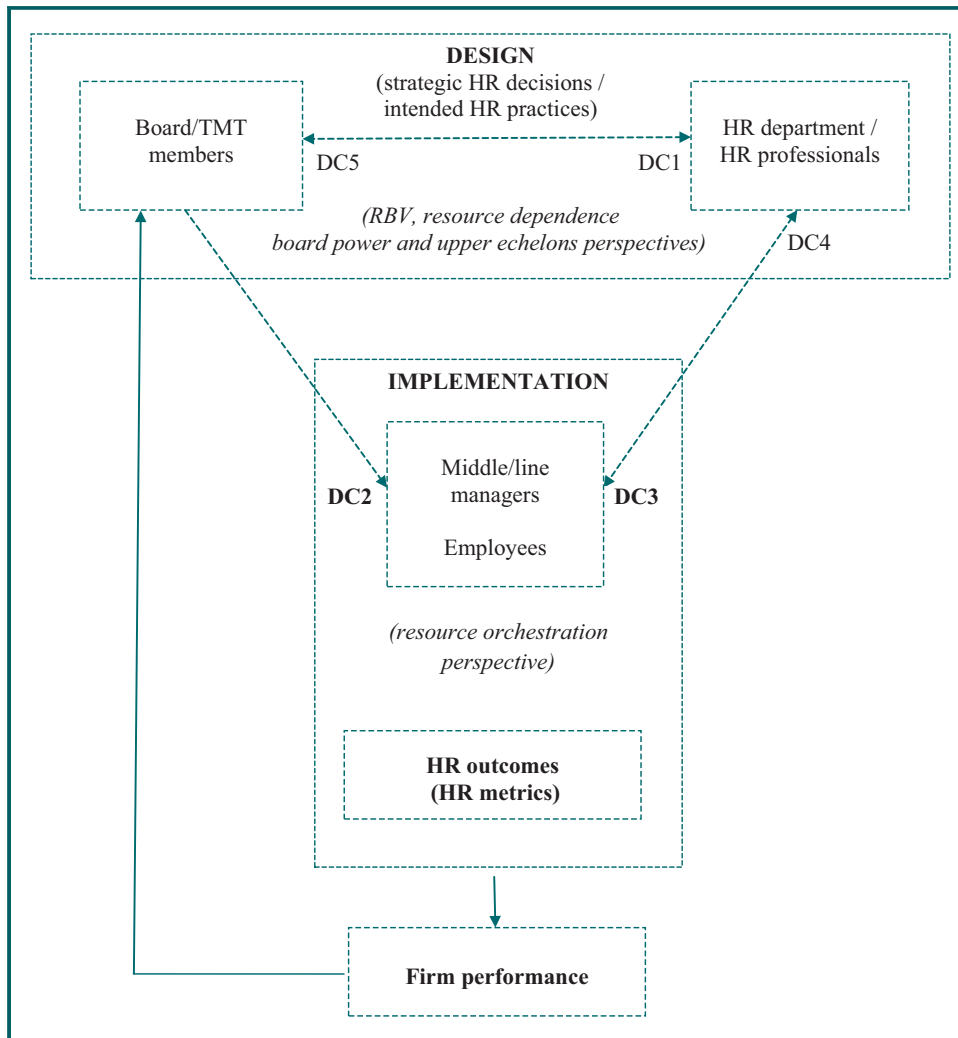 DESIGN
(strategic HR decisions /
intended HR practices)
Board/TMT
members
HR department /
HR professionals
DC5
DC1
(RBV, resource dependence
board power and upper echelons perspectives)
DC4
IMPLEMENTATION
Middle/line
managers
Employees
DC2
DC3
(resource orchestration
perspective)
HR outcomes
(HR metrics)
Firm performance